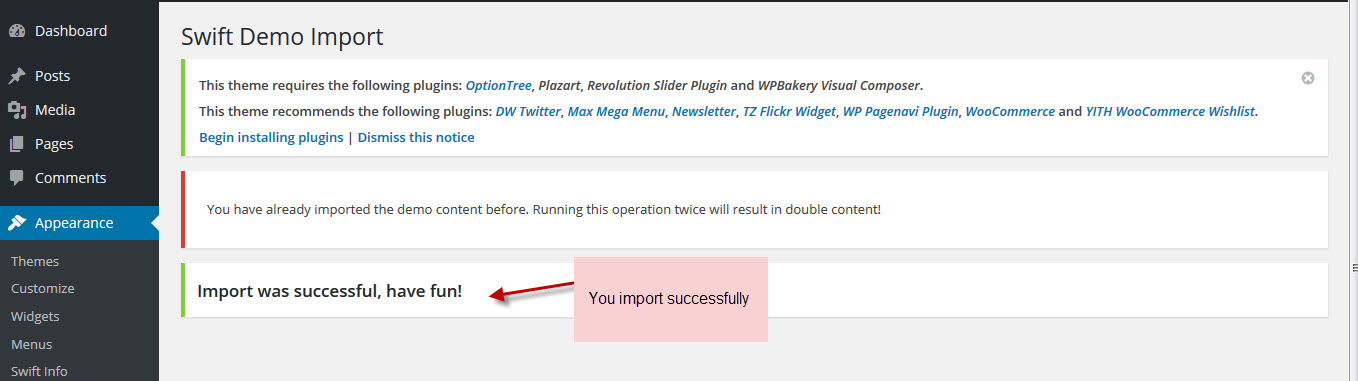 Dashboard
Posts
Media
Pages
Comments
Appearance
Themes
Customize
Widgets
Menus
Swift Info
Swift Demo Import
This theme requires the following plugins: OptionTree, Plazart, Revolution Slider Plugin and WPBakery Visual Composer.
This theme recommends the following plugins: DW Twitter, Max Mega Menu, Newsletter, TZ Flickr Widget, WP Pagenavi Plugin, WooCommerce and YITH WooCommerce Wishlist.
Begin installing plugins | Dismiss this notice
You have already imported the demo content before. Running this operation twice will result in double content!
Import was successful, have fun!
You import successfully